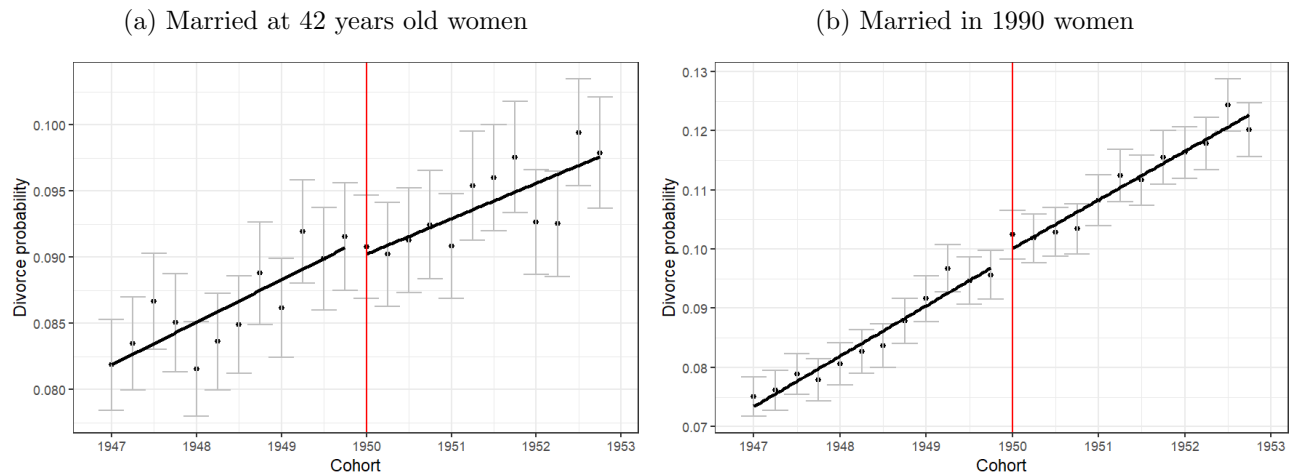 (a) Married at 42 years old women
0.100
0.095
0.090
0.085
0.080
Divorce probability
1947 1948 1949 1950 1951 1952 1953
Cohort
(b) Married in 1990 women
0.13
0.12
0.11
0.10
0.09
0.08
0.07
Divorce probability
1947 1948 1949 1950 1951 1952 1953
Cohort